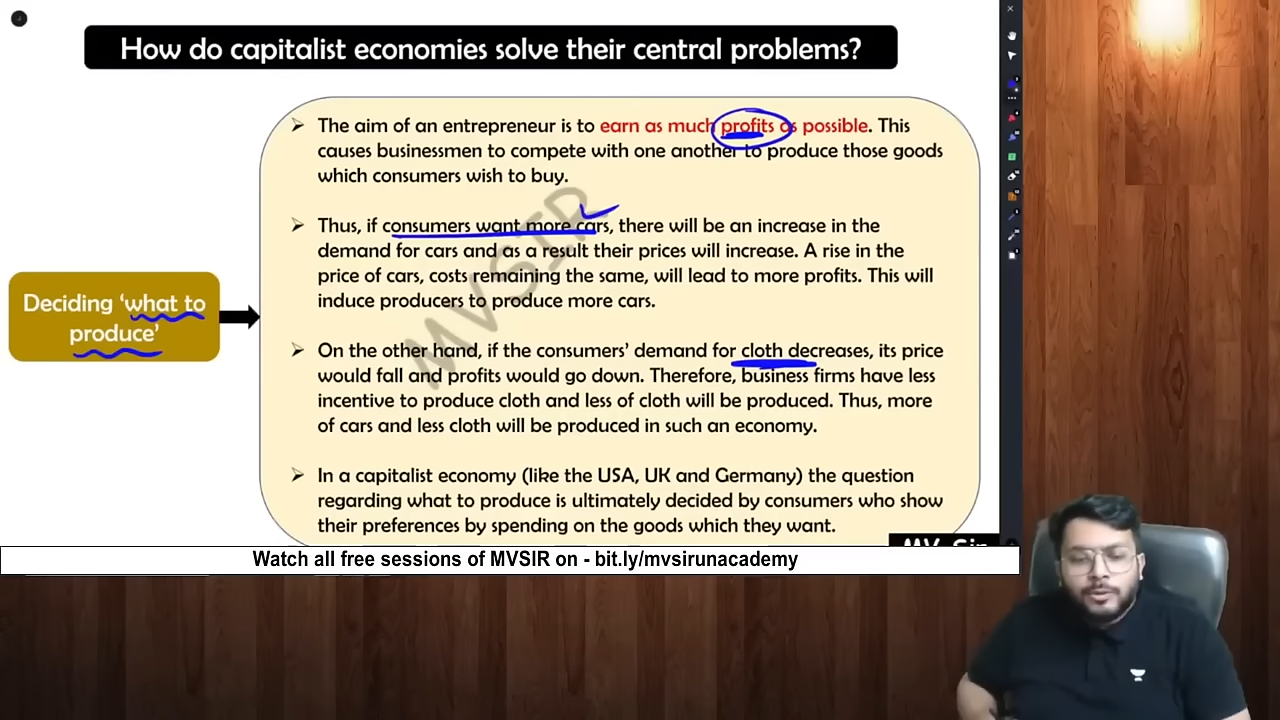 How do capitalist economies solve their central problems?
The aim of an entrepreneur is to earn as much profits as possible. This
causes businessmen to compete with one another to produce those goods
which consumers wish to buy.
Thus, if consumers want more cars, there will be an increase in the
demand for cars and as a result their prices will increase. A rise in the
price of cars, costs remaining the same, will lead to more profits. This will
induce producers to produce more cars.
Deciding ‘what to
produce’
On the other hand, if the consumers’ demand for cloth decreases, its price
would fall and profits would go down. Therefore, business firms have less
incentive to produce cloth and less of cloth will be produced. Thus, more
of cars and less cloth will be produced in such an economy.
In a capitalist economy (like the USA, UK and Germany) the question
regarding what to produce is ultimately decided by consumers who show
their preferences by spending on the goods which they want.
MVSIR
MV Sir
Watch all free sessions of MVSIR on - bit.ly/mvsirunacademy